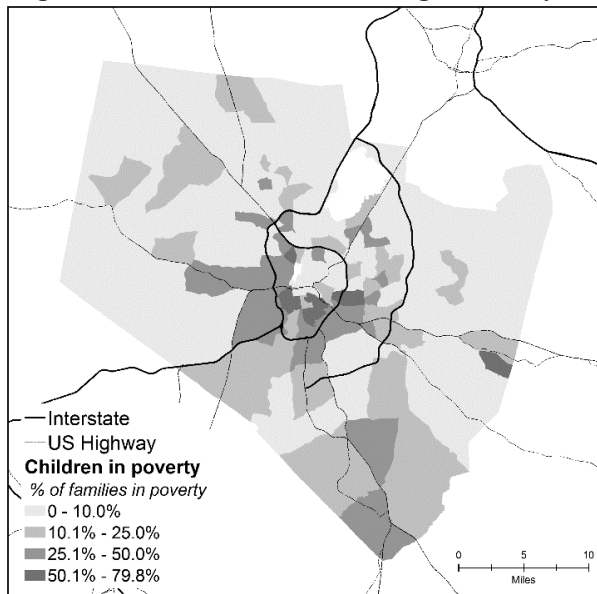 Interstate
US Highway
Children in poverty
% of families in poverty
0 - 10.0%
10.1% - 25.0%
25.1% - 50.0%
50.1% - 79.8%
0 5 10
Miles